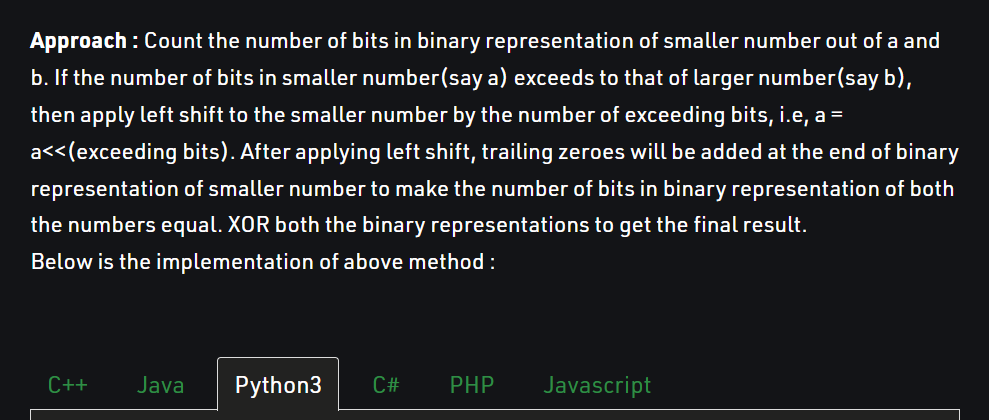 Approach : Count the number of bits in binary representation of smaller number out of a and
b. If the number of bits in smaller number(say a) exceeds to that of larger number(say b),
then apply left shift to the smaller number by the number of exceeding bits, i.e, a =
a<<(exceeding bits). After applying left shift, trailing zeroes will be added at the end of binary
representation of smaller number to make the number of bits in binary representation of both
the numbers equal. XOR both the binary representations to get the final result.
Below is the implementation of above method :
C++ Java Python3 C# PHP Javascript